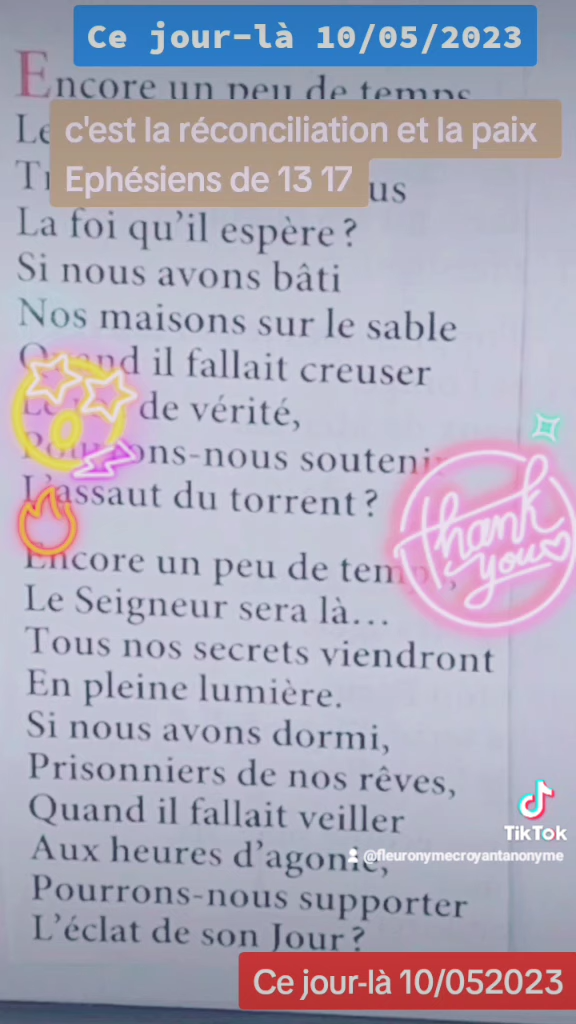 Ce jour-là 10/05/2023
Encore un peu de temps
c'est la réconciliation et la paix
Ephésiens de 13 17
Le
us
La foi qu'il espère ?
Si nous avons bâti
Nos maisons sur le sable
Quand il fallait creuser
de vérité,
Pourrons-nous soutenir
L'assaut du torrent ?
thank you
Encore un peu de temps,
Le Seigneur sera là...
Tous nos secrets viendront
En pleine lumière.
Si nous avons dormi,
Prisonniers de nos rêves,
Quand il fallait veiller
Aux heures d'agonie,
Pourrons-nous supporter
L'éclat de son Jour ?
TikTok
@fleuronymecroyantanonyme
Ce jour-là 10/052023